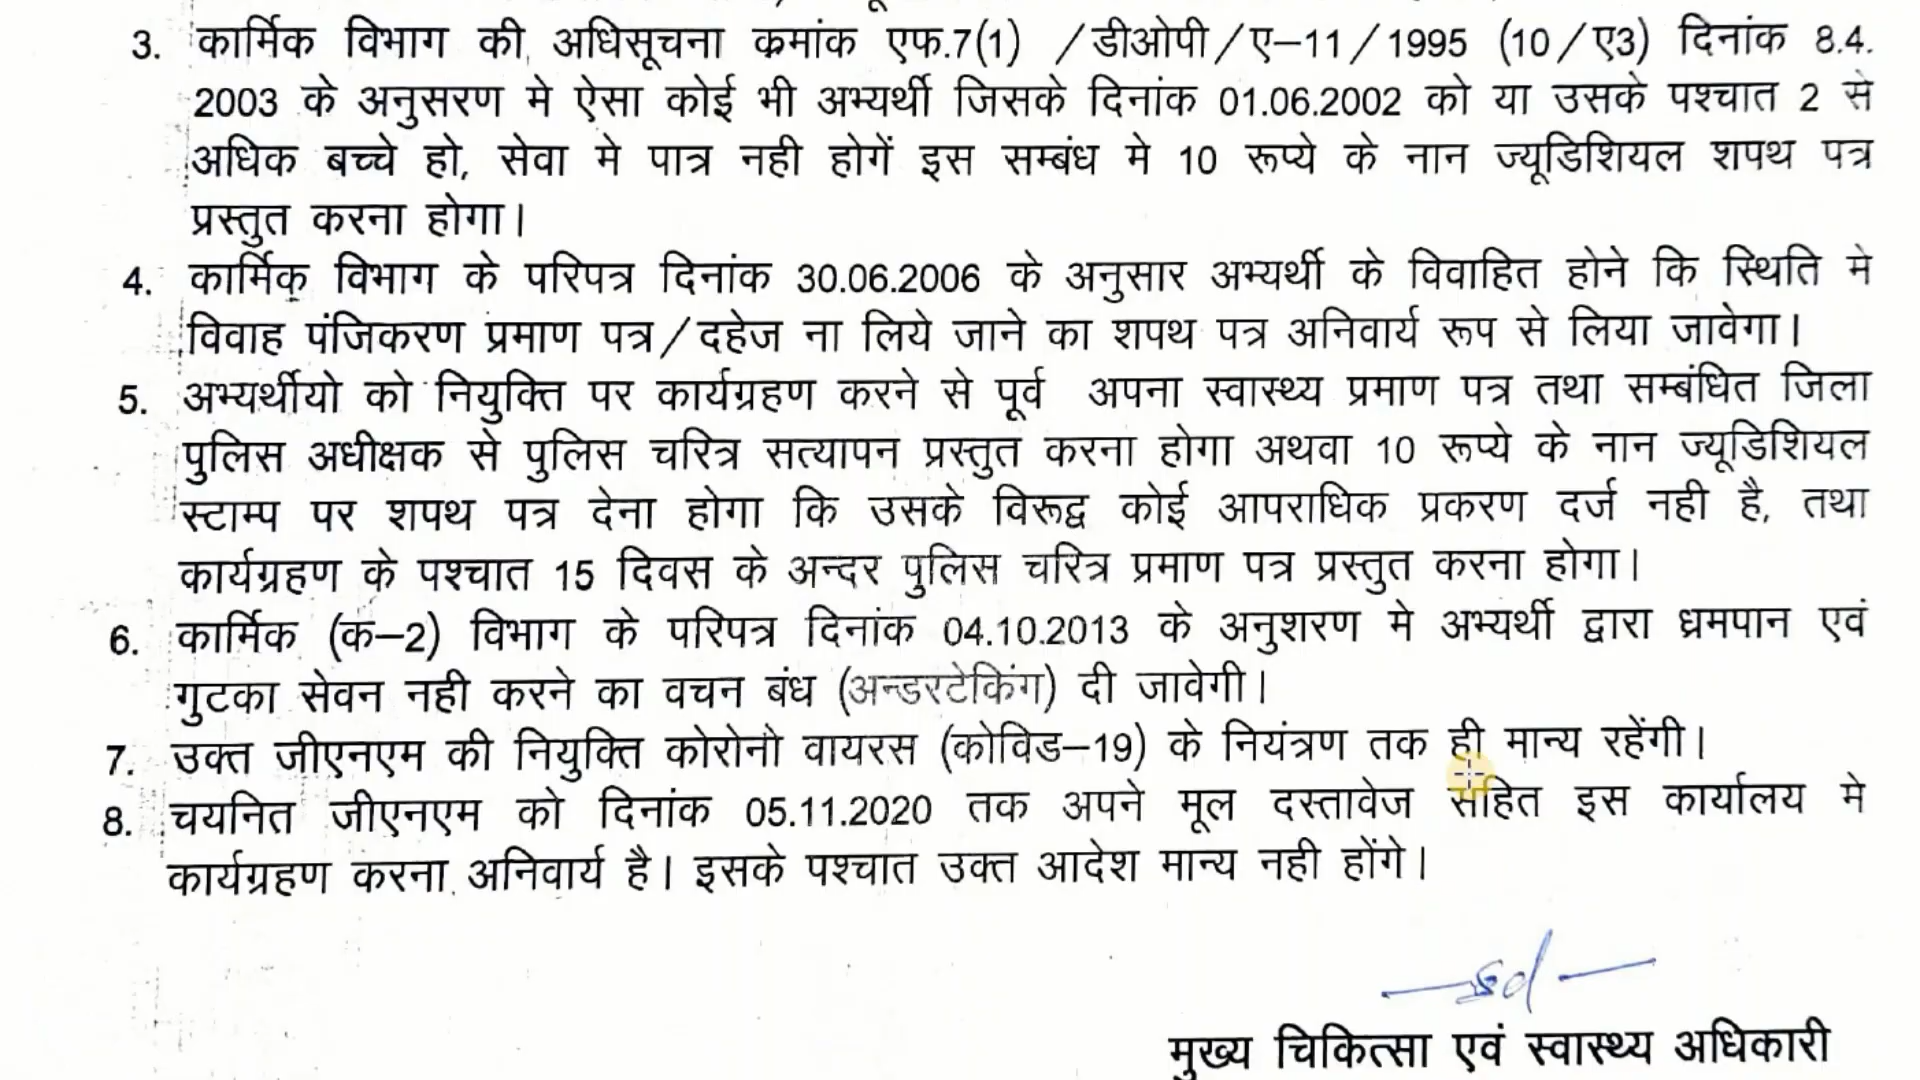 3. कार्मिक विभाग की अधिसूचना क्रमांक एफ.7(1) /डीओपी/ए–11/1995 (10/ए3) दिनांक 8.4.
2003 के अनुसरण मे ऐसा कोई भी अभ्यर्थी जिसके दिनांक 01.06.2002 को या उसके पश्चात 2 से
अधिक बच्चे हो, सेवा मे पात्र नही होगें इस सम्बंध मे 10 रूप्ये के नान ज्यूडिशियल शपथ पत्र
प्रस्तुत करना होगा।
4. कार्मिक विभाग के परिपत्र दिनांक 30.06.2006 के अनुसार अभ्यर्थी के विवाहित होने कि स्थिति मे
विवाह पंजिकरण प्रमाण पत्र/दहेज ना लिये जाने का शपथ पत्र अनिवार्य रूप से लिया जावेगा।
5. अभ्यर्थीयो को नियुक्ति पर कार्यग्रहण करने से पूर्व अपना स्वास्थ्य प्रमाण पत्र तथा सम्बंधित जिला
पुलिस अधीक्षक से पुलिस चरित्र सत्यापन प्रस्तुत करना होगा अथवा 10 रूप्ये के नान ज्यूडिशियल
स्टाम्प पर शपथ पत्र देना होगा कि उसके विरूद्व कोई आपराधिक प्रकरण दर्ज नही है, तथा
कार्यग्रहण के पश्चात 15 दिवस के अन्दर पुलिस चरित्र प्रमाण पत्र प्रस्तुत करना होगा।
6. कार्मिक (क–2) विभाग के परिपत्र दिनांक 04.10.2013 के अनुशरण मे अभ्यर्थी द्वारा ध्रमपान एवं
गुटका सेवन नही करने का वचन बंध (अन्डरटेकिंग) दी जावेगी।
7. उक्त जीएनएम की नियुक्ति कोरोनो वायरस (कोविड–19) के नियंत्रण तक ही मान्य रहेंगी।
8. चयनित जीएनएम को दिनांक 05.11.2020 तक अपने मूल दस्तावेज सहित इस कार्यालय मे
कार्यग्रहण करना अनिवार्य है। इसके पश्चात उक्त आदेश मान्य नही होंगे।
—sd—
मुख्य चिकित्सा एवं स्वास्थ्य अधिकारी